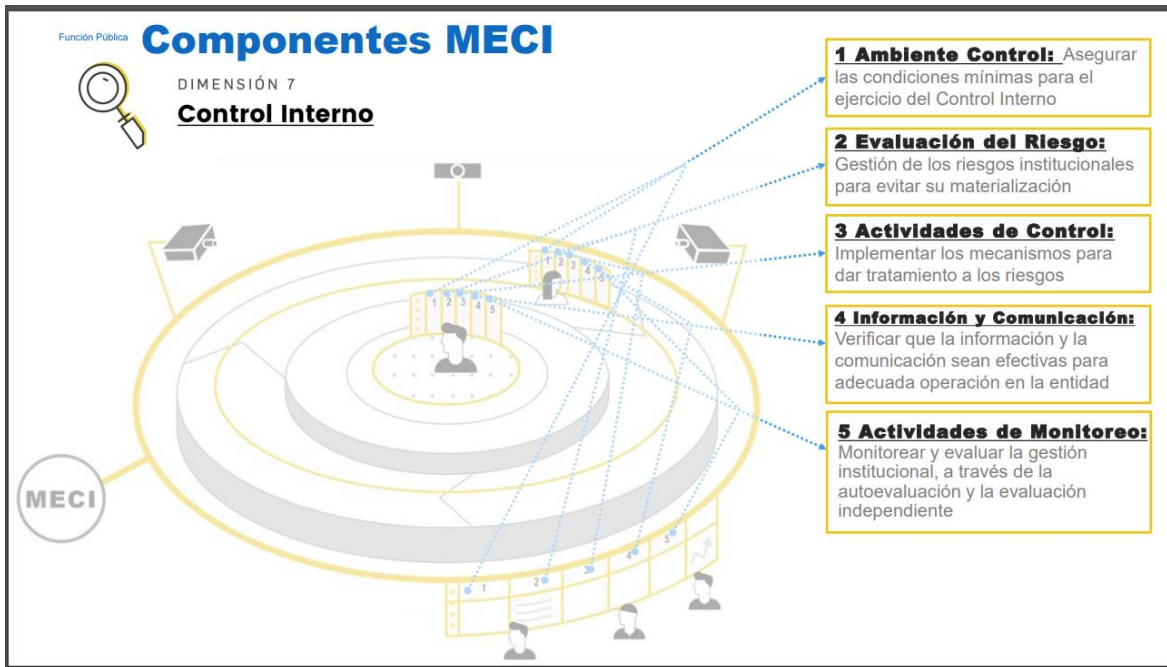 Función Pública
Componentes MECI
DIMENSIÓN 7
Control Interno
1 Ambiente Control: Asegurar
las condiciones mínimas para el
ejercicio del Control Interno
2 Evaluación del Riesgo:
Gestión de los riesgos institucionales
para evitar su materialización
3 Actividades de Control:
Implementar los mecanismos para
dar tratamiento a los riesgos
4 Información y Comunicación:
Verificar que la información y la
comunicación sean efectivas para
adecuada operación en la entidad
5 Actividades de Monitoreo:
Monitorear y evaluar la gestión
institucional, a través de la
autoevaluación y la evaluación
independiente
1 2 3 4 5
1 2 3 4 5
MECI
1 2 3 4 5